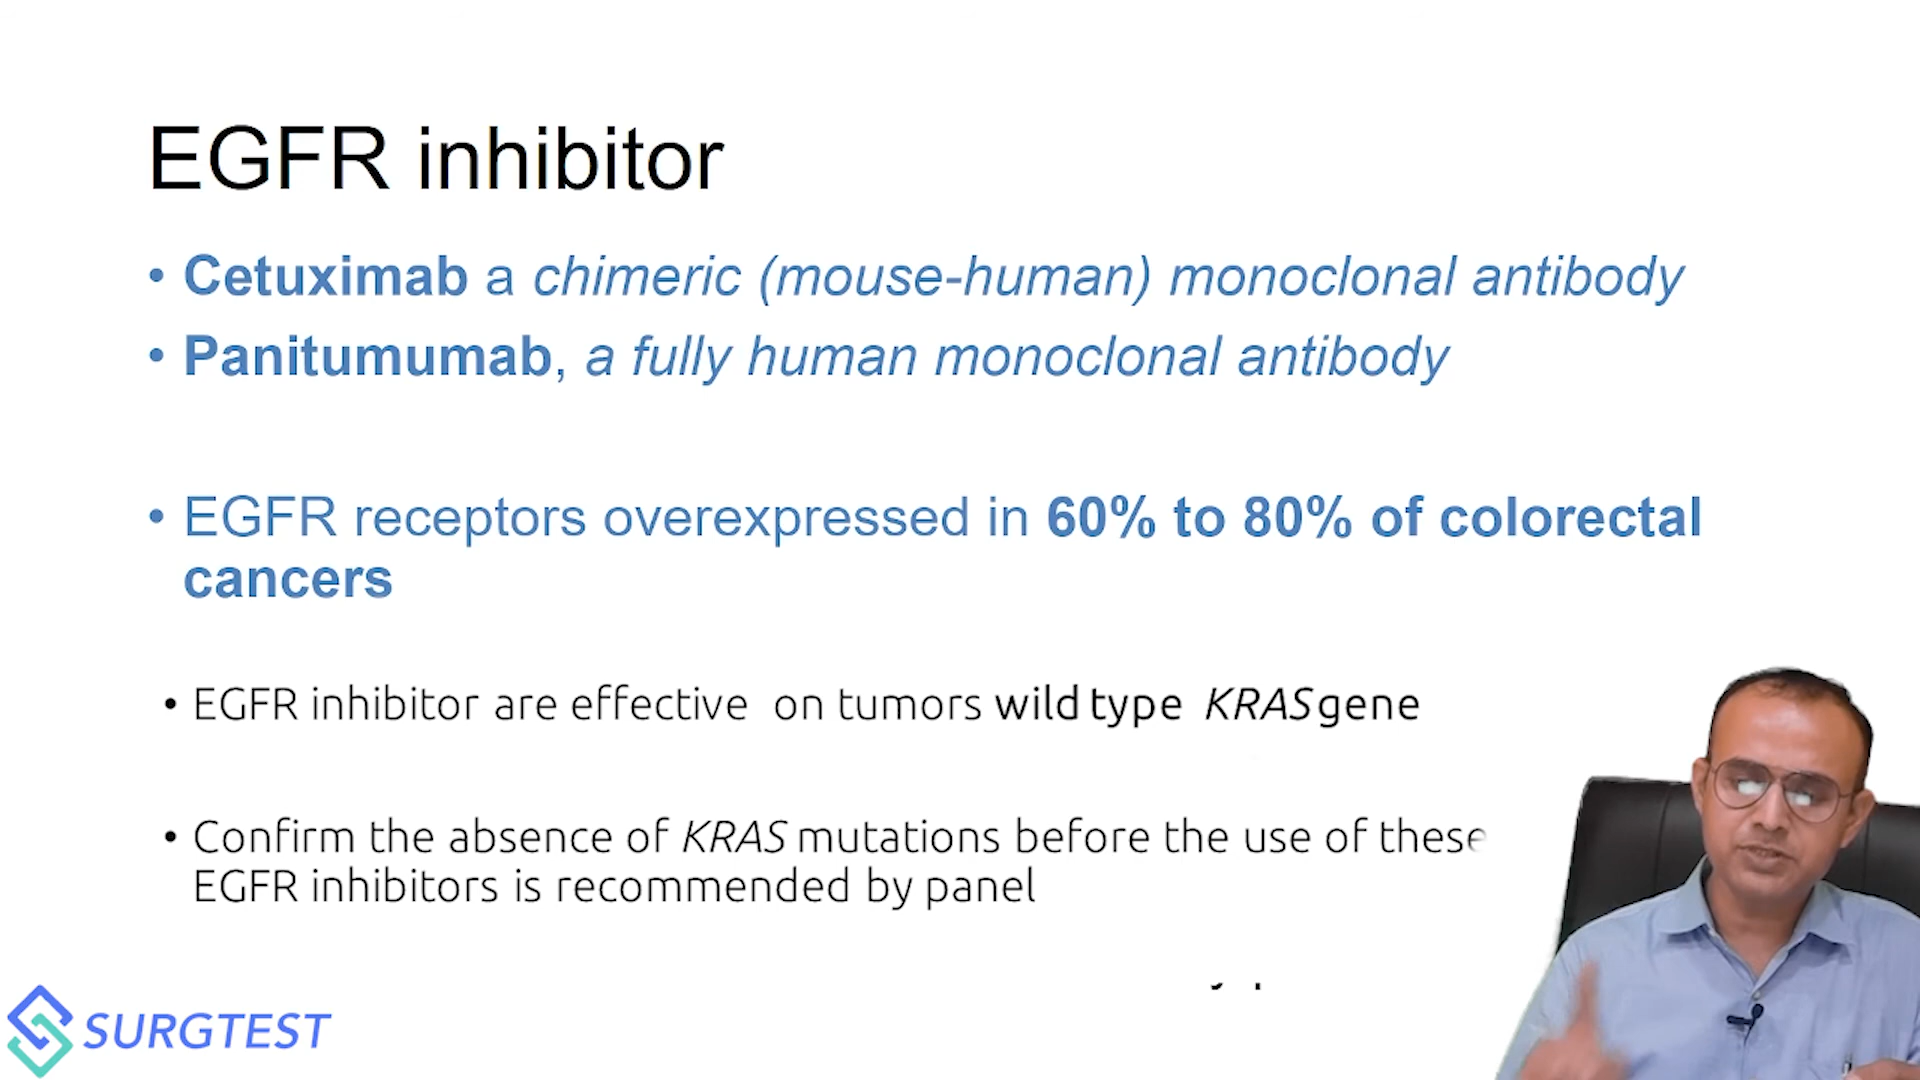 EGFR inhibitor
• Cetuximab a chimeric (mouse-human) monoclonal antibody
• Panitumumab, a fully human monoclonal antibody
• EGFR receptors overexpressed in 60% to 80% of colorectal
cancers
• EGFR inhibitor are effective on tumors wild type KRAS gene
• Confirm the absence of KRAS mutations before the use of these
EGFR inhibitors is recommended by panel
SURGTEST